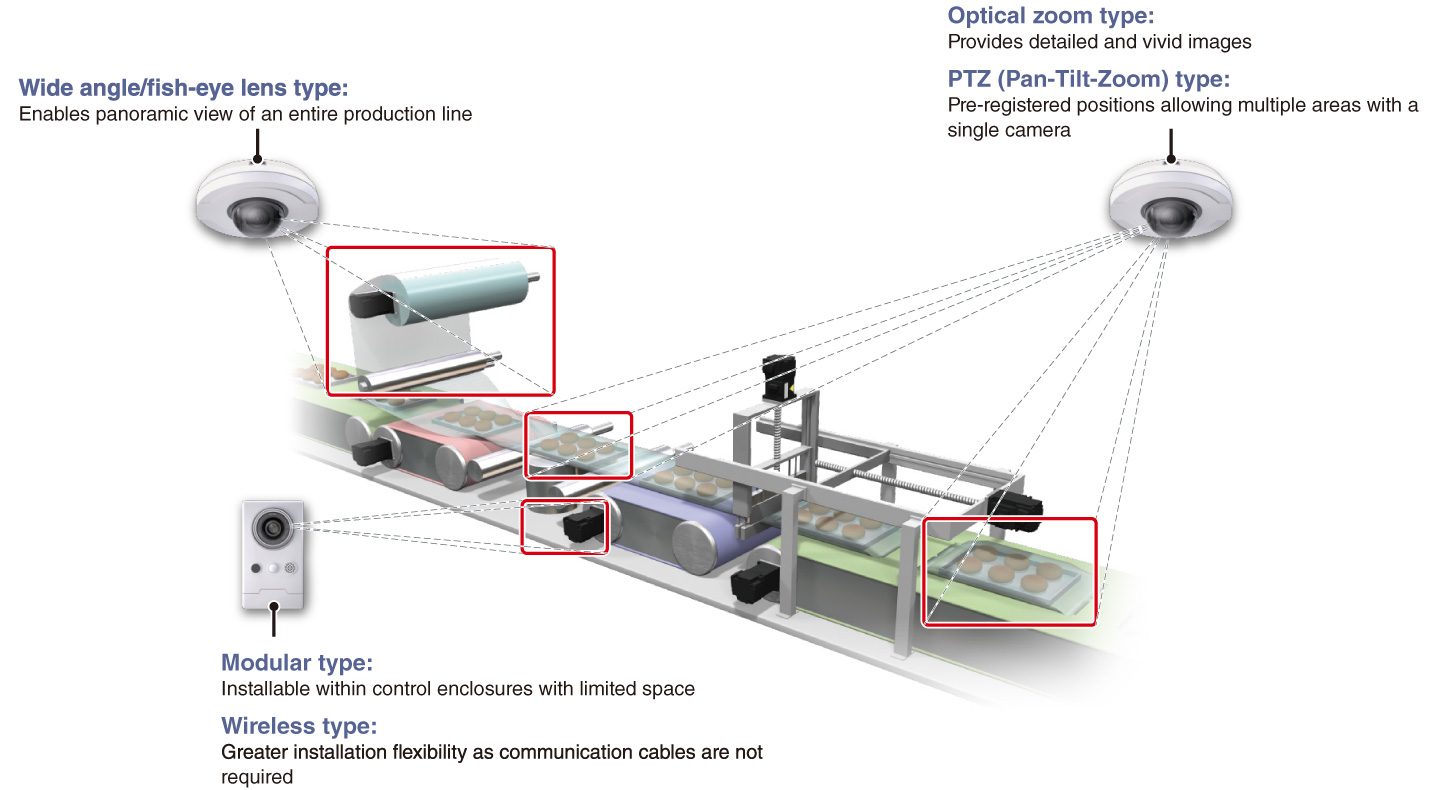 Optical zoom type:
Provides detailed and vivid images
Wide angle/fish-eye lens type:
Enables panoramic view of an entire production line
PTZ (Pan-Tilt-Zoom) type:
Pre-registered positions allowing multiple areas with a
single camera
Modular type:
Installable within control enclosures with limited space
Wireless type:
Greater installation flexibility as communication cables are not
required